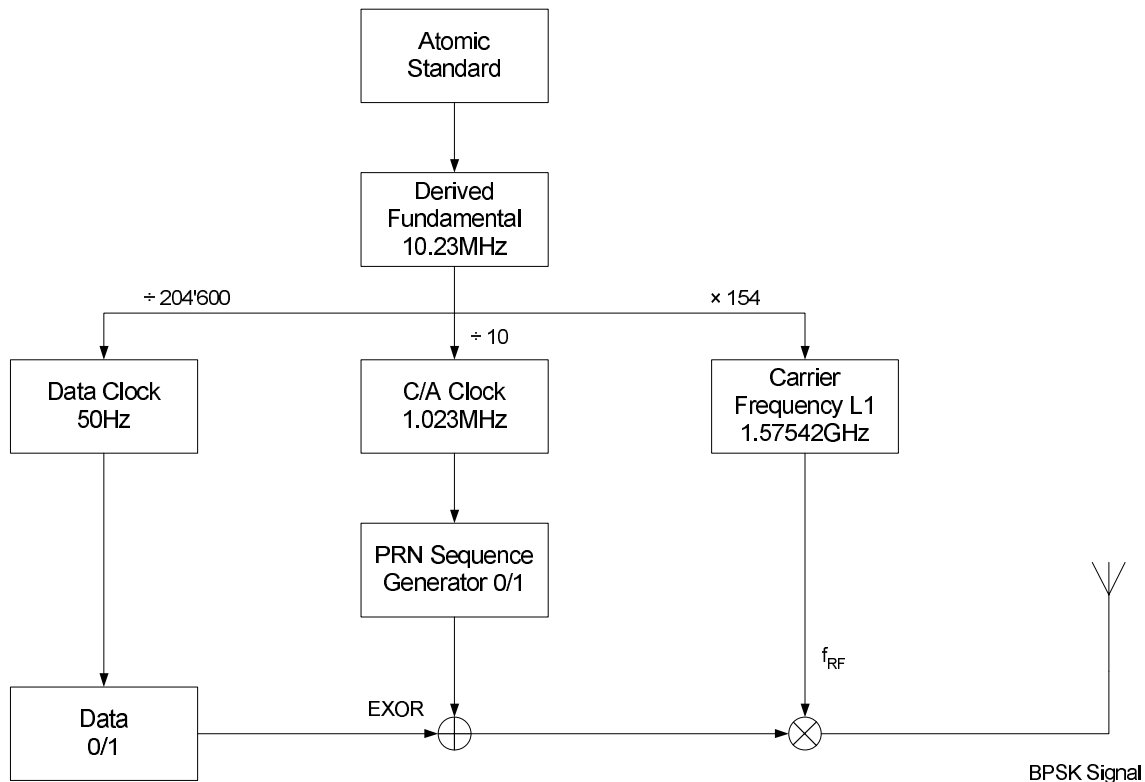 Atomic
Standard
Derived
Fundamental
10.23MHz
÷ 204'600
× 154
÷ 10
Data Clock
50Hz
C/A Clock
1.023MHz
Carrier
Frequency L1
1.57542GHz
PRN Sequence
Generator 0/1
fRF
Data
0/1
EXOR
BPSK Signal